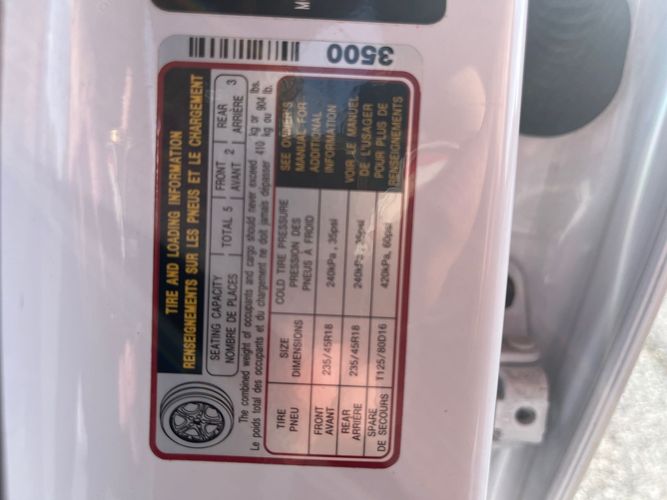 3500
TIRE AND LOADING INFORMATION
RENSEIGNEMENTS SUR LES PNEUS ET LE CHARGEMENT
SEATING CAPACITY
NOMBRE DE PLACES
TOTAL 5
FRONT
AVANT
2
REAR
ARRIÈRE
3
The combined weight of occupants and cargo should never exceed 410 kg or lbs.
Le poids total des occupants et du chargement ne doit jamais dépasser kg ou 904 lb.
TIRE
PNEU
SIZE
DIMENSIONS
COLD TIRE PRESSURE
PRESSION DES
PNEUS À FROID
SEE OWNER'S
MANUAL FOR
ADDITIONAL
INFORMATION
VOIR LE MANUEL
DE L'USAGER
POUR PLUS DE
RENSEIGNEMENTS
FRONT
AVANT
235/45R18
240kPa, 35psi
REAR
ARRIÈRE
235/45R18
240kPa, 35psi
SPARE
DE SECOURS
T125/80D16
420kPa, 60psi